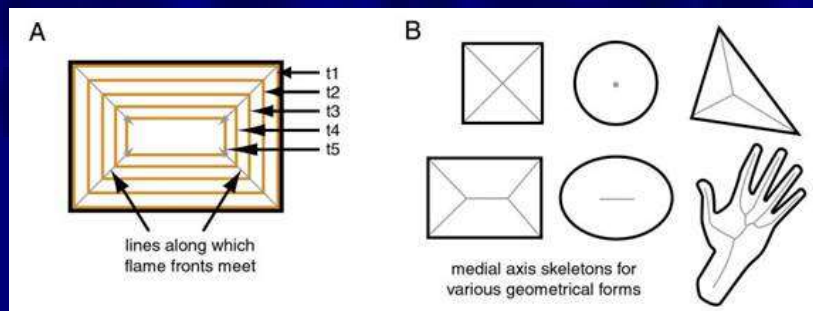 A
t1
t2
t3
t4
t5
lines along which
flame fronts meet
B
medial axis skeletons for
various geometrical forms